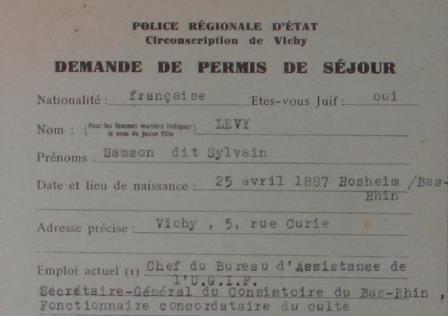 POLICE RÉGIONALE D'ÉTAT
Circonscription de Vichy
DEMANDE DE PERMIS DE SÉJOUR
Nationalité : française Etes-vous Juif : oui
Nom : (Pour les femmes mariées indiquer le nom de jeune fille) LEVY
Prénoms : Samson dit Sylvain
Date et lieu de naissance : 25 avril 1887 Rosheim /Bas-
Rhin
Adresse précise : Vichy , 5, rue Curie
Emploi actuel (1) Chef du Bureau d'Assistance de
l'U.G.I.F.
Secrétaire-Général du Consistoire du Bas-Rhin ,
Fonctionnaire concordataire du culte